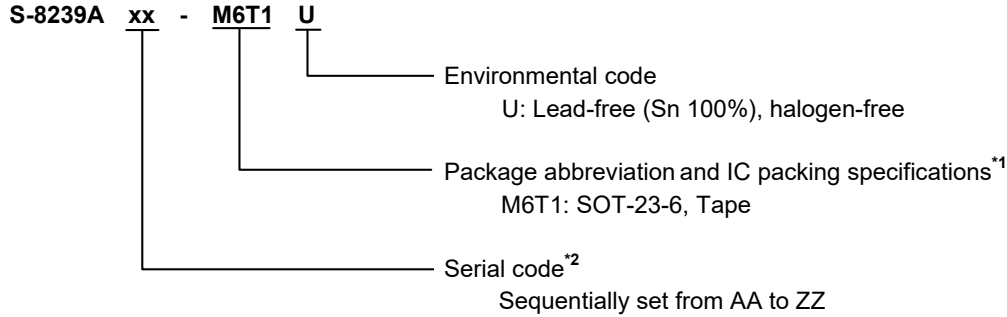 S-8239A xx - M6T1 U
Environmental code
U: Lead-free (Sn 100%), halogen-free
Package abbreviation and IC packing specifications*1
M6T1: SOT-23-6, Tape
Serial code*2
Sequentially set from AA to ZZ